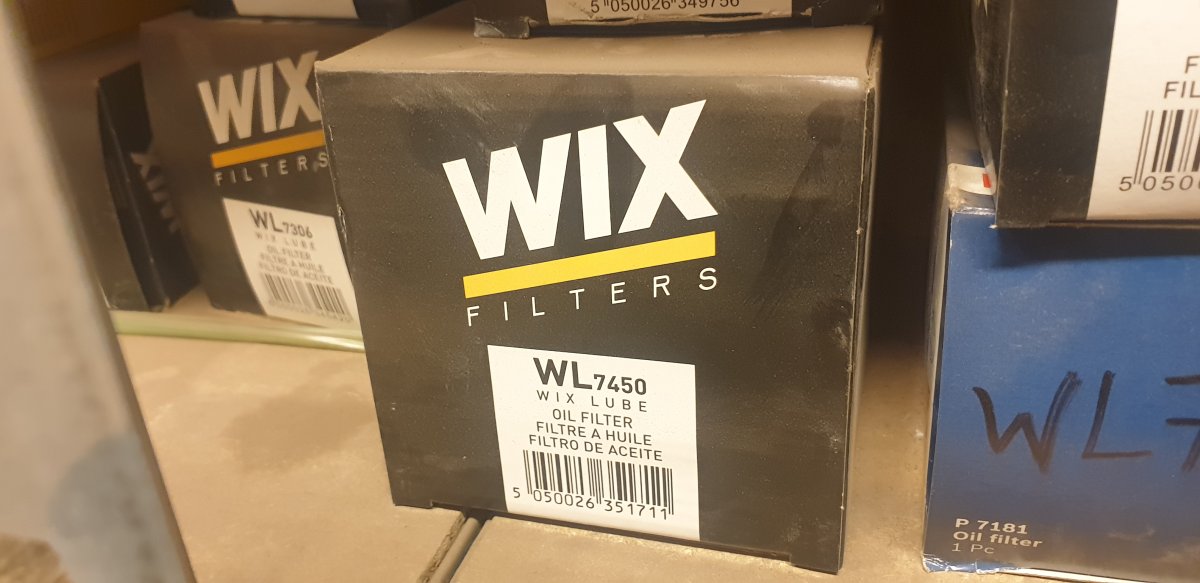 5 050026 349756
WIX
FILTERS
WL7306
WIX LUBE
OIL FILTER
FILTRE A HUILE
FILTRO DE ACEITE
WIX
WIX
FILTERS
WL7450
WIX LUBE
OIL FILTER
FILTRE A HUILE
FILTRO DE ACEITE
5 050026 351711
F
FIL
5 050
WL7
P 7181
Oil filter
1 Pc